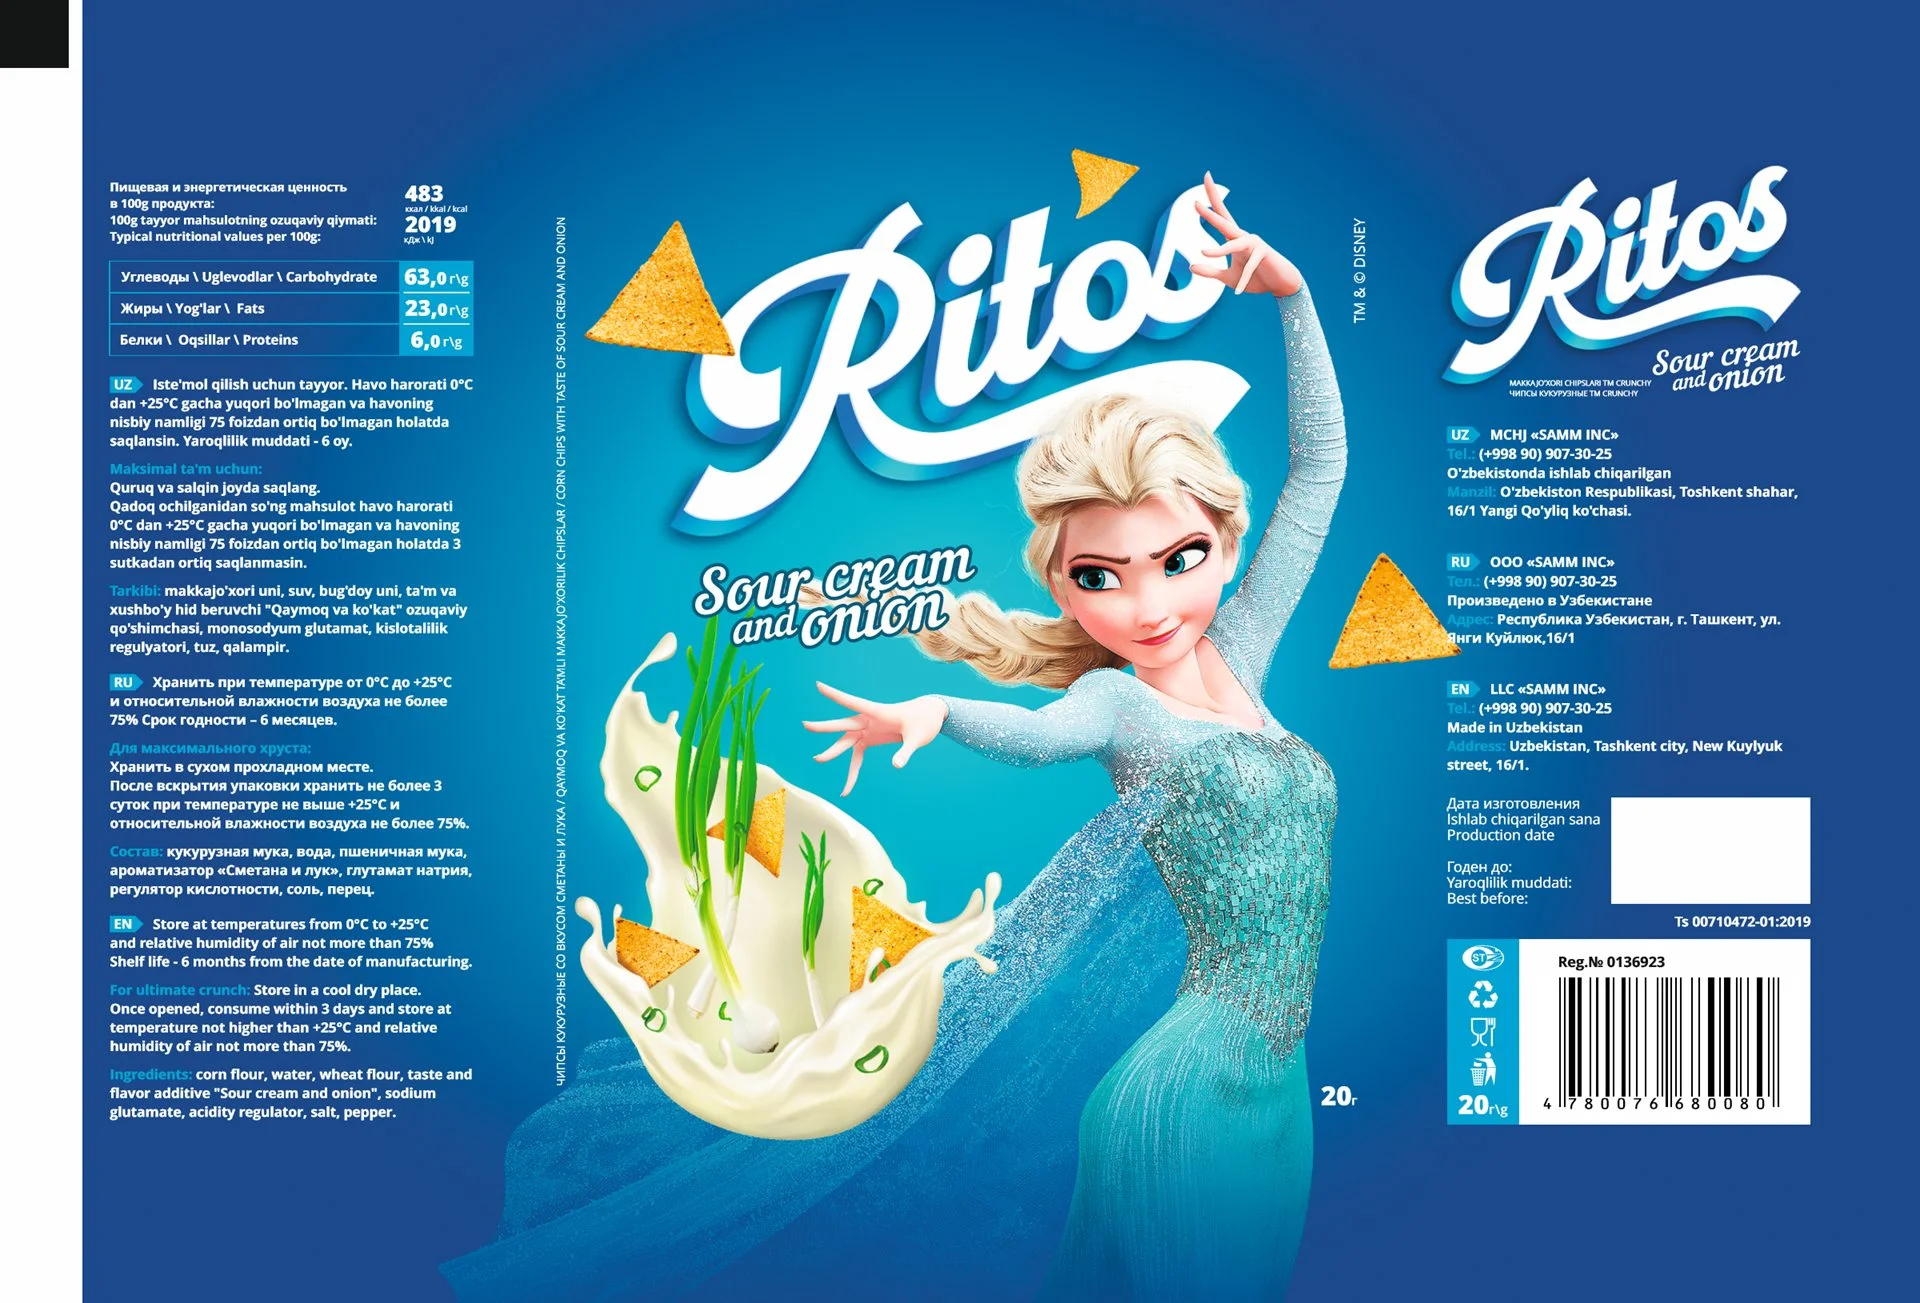 Пищевая и энергетическая ценность
в 100g продукта:
100g tayyor mahsulotning ozuqaviy qiymati:
Typical nutritional values per 100g:
483
ккал / kkal / kcal
2019
кДж \ kJ
Углеводы \ Uglevodlar \ Carbohydrate 63,0 г\g
Жиры \ Yog'lar \ Fats 23,0 г\g
Белки \ Oqsillar \ Proteins 6,0 г\g
UZ Iste'mol qilish uchun tayyor. Havo harorati 0°C
dan +25°C gacha yuqori bo'lmagan va havoning
nisbiy namligi 75 foizdan ortiq bo'lmagan holatda
saqlansin. Yaroqlilik muddati - 6 oy.
Maksimal ta'm uchun:
Quruq va salqin joyda saqlang.
Qadoq ochilganidan so'ng mahsulot havo harorati
0°C dan +25°C gacha yuqori bo'lmagan va havoning
nisbiy namligi 75 foizdan ortiq bo'lmagan holatda 3
sutkadan ortiq saqlanmasin.
Tarkibi: makkajo'xori uni, suv, bug'doy uni, ta'm va
xushbo'y hid beruvchi "Qaymoq va ko'kat" ozuqaviy
qo'shimchasi, monosodyum glutamat, kislotalilik
regulyatori, tuz, qalampir.
RU Хранить при температуре от 0°C до +25°C
и относительной влажности воздуха не более
75% Срок годности – 6 месяцев.
Для максимального хруста:
Хранить в сухом прохладном месте.
После вскрытия упаковки хранить не более 3
суток при температуре не выше +25°C и
относительной влажности воздуха не более 75%.
Состав: кукурузная мука, вода, пшеничная мука,
ароматизатор «Сметана и лук», глутамат натрия,
регулятор кислотности, соль, перец.
EN Store at temperatures from 0°C to +25°C
and relative humidity of air not more than 75%
Shelf life - 6 months from the date of manufacturing.
For ultimate crunch: Store in a cool dry place.
Once opened, consume within 3 days and store at
temperature not higher than +25°C and relative
humidity of air not more than 75%.
Ingredients: corn flour, water, wheat flour, taste and
flavor additive "Sour cream and onion", sodium
glutamate, acidity regulator, salt, pepper.
ЧИПСЫ КУКУРУЗНЫЕ СО ВКУСОМ СМЕТАНЫ И ЛУКА / QAYMOQ VA KO'KAT TA'MLI MAKKAJO'XORILIK CHIPSLAR / CORN CHIPS WITH TASTE OF SOUR CREAM AND ONION
Ritos
Sour cream
and onion
TM & © DISNEY
20г
Ritos
Sour cream
and onion
MAKKAJO'XORI CHIPSLARI TM CRUNCHY
ЧИПСЫ КУКУРУЗНЫЕ ТМ CRUNCHY
UZ MCHJ «SAMM INC»
Tel.: (+998 90) 907-30-25
O'zbekistonda ishlab chiqarilgan
Manzil: O'zbekiston Respublikasi, Toshkent shahar,
16/1 Yangi Qo'yliq ko'chasi.
RU ООО «SAMM INC»
Тел.: (+998 90) 907-30-25
Произведено в Узбекистане
Адрес: Республика Узбекистан, г. Ташкент, ул.
Янги Куйлюк,16/1
EN LLC «SAMM INC»
Tel.: (+998 90) 907-30-25
Made in Uzbekistan
Address: Uzbekistan, Tashkent city, New Kuylyuk
street, 16/1.
Дата изготовления
Ishlab chiqarilgan sana
Production date
Годен до:
Yaroqlilik muddati:
Best before:
Ts 00710472-01:2019
ST
Reg.№ 0136923
20г\g
4 780076 680080